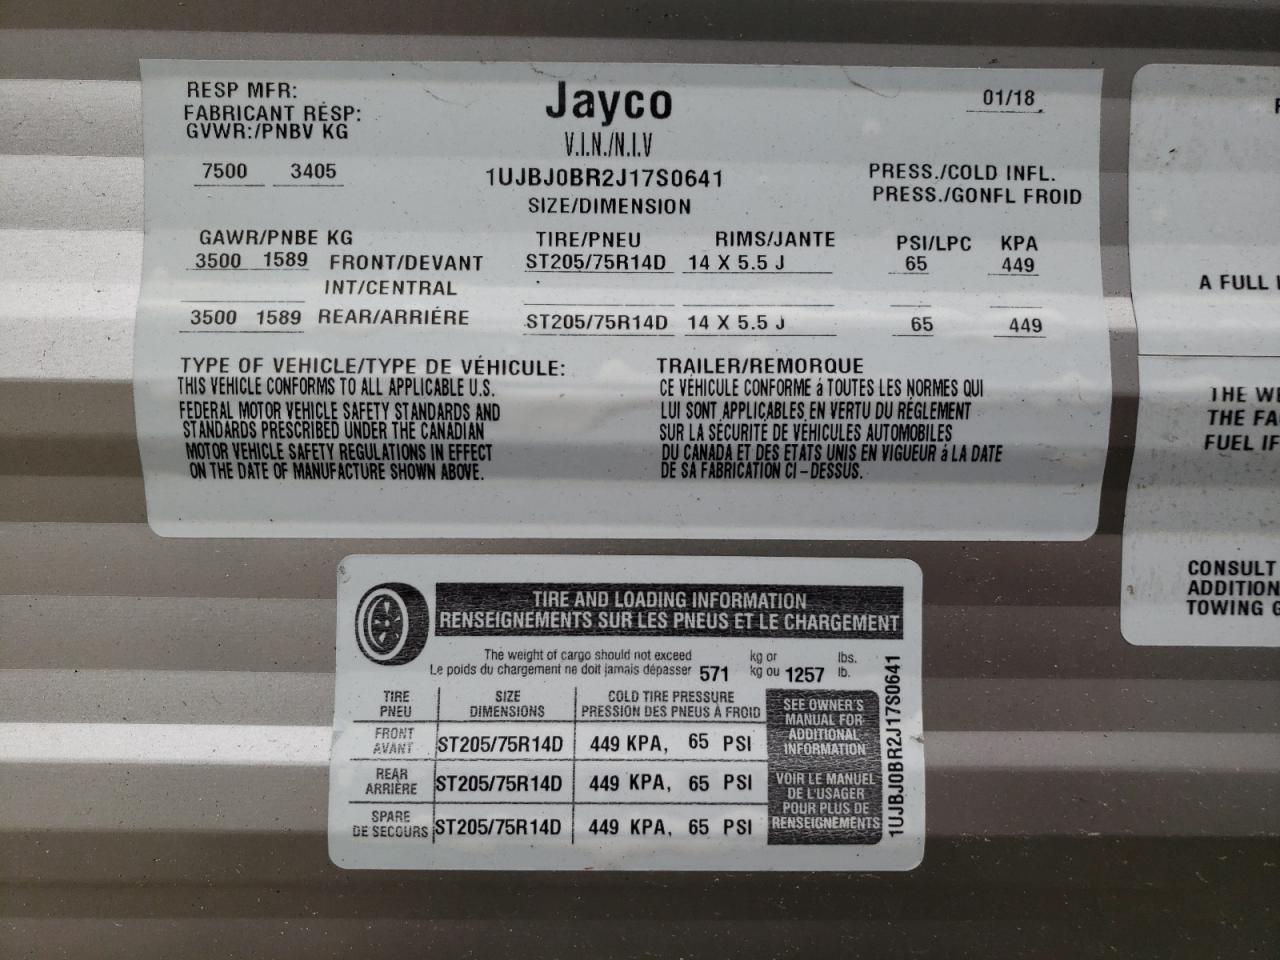 RESP MFR:
FABRICANT RÉSP:
GVWR:/PNBV KG
7500 3405
Jayco
V.I.N./N.I.V
1UJBJ0BR2J17S0641
SIZE/DIMENSION
01/18
PRESS./COLD INFL.
PRESS./GONFL FROID
GAWR/PNBE KG TIRE/PNEU RIMS/JANTE PSI/LPC KPA
3500 1589 FRONT/DEVANT ST205/75R14D 14 X 5.5 J 65 449
INT/CENTRAL
3500 1589 REAR/ARRIÉRE ST205/75R14D 14 X 5.5 J 65 449
TYPE OF VEHICLE/TYPE DE VÉHICULE: TRAILER/REMORQUE
THIS VEHICLE CONFORMS TO ALL APPLICABLE U.S.
FEDERAL MOTOR VEHICLE SAFETY STANDARDS AND
STANDARDS PRESCRIBED UNDER THE CANADIAN
MOTOR VEHICLE SAFETY REGULATIONS IN EFFECT
ON THE DATE OF MANUFACTURE SHOWN ABOVE.
CE VÉHICULE CONFORME á TOUTES LES NORMES QUI
LUI SONT APPLICABLES EN VERTU DU RÉGLEMENT
SUR LA SÉCURITÉ DE VÉHICULES AUTOMOBILES
DU CANADA ET DES ETATS UNIS EN VIGUEUR á LA DATE
DE SA FABRICATION CI-DESSUS.
TIRE AND LOADING INFORMATION
RENSEIGNEMENTS SUR LES PNEUS ET LE CHARGEMENT
The weight of cargo should not exceed kg or lbs.
Le poids du chargement ne doit jamais dépasser 571 kg ou 1257 lb.
TIRE SIZE COLD TIRE PRESSURE
PNEU DIMENSIONS PRESSION DES PNEUS À FROID
FRONT
AVANT ST205/75R14D 449 KPA, 65 PSI
REAR
ARRIÈRE ST205/75R14D 449 KPA, 65 PSI
SPARE
DE SECOURS ST205/75R14D 449 KPA, 65 PSI
SEE OWNER'S
MANUAL FOR
ADDITIONAL
INFORMATION
VOIR LE MANUEL
DE L'USAGER
POUR PLUS DE
RENSEIGNEMENTS
1UJBJ0BR2J17S0641
A FULL
THE
THE
FUEL IF
CONSULT
ADDITION
TOWING